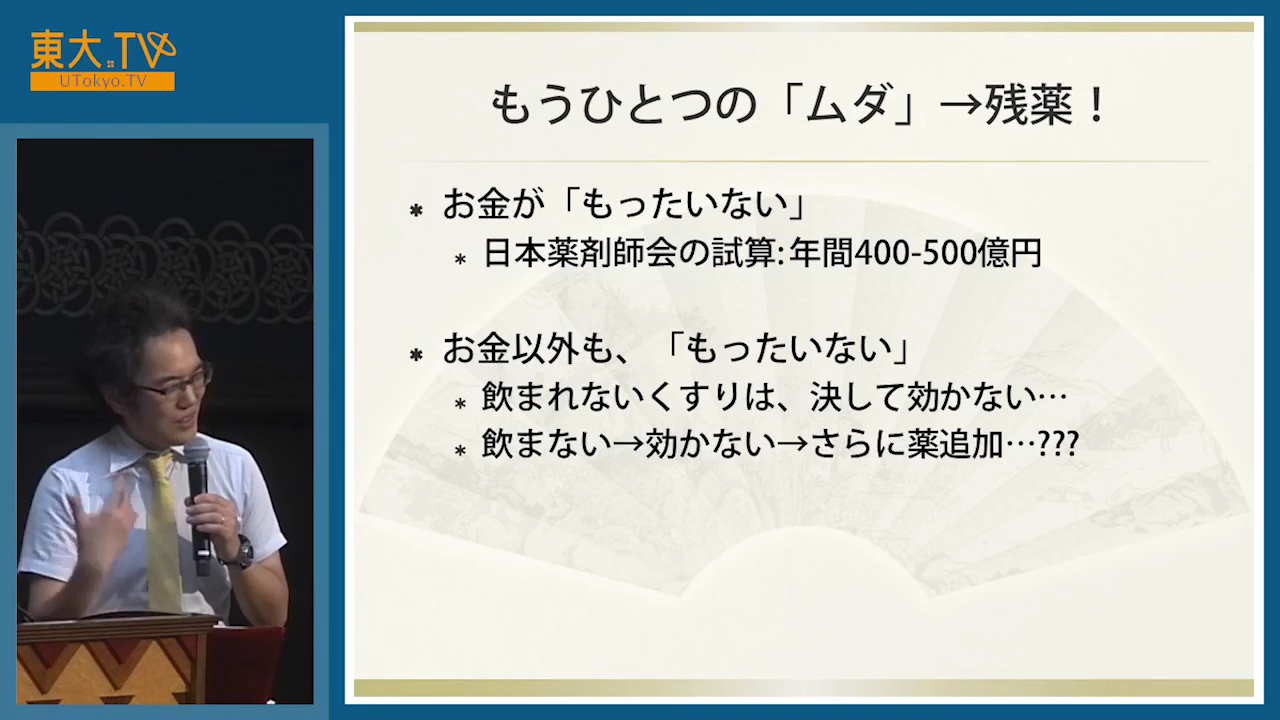 東大.TV
UTokyo.TV
もうひとつの「ムダ」→残薬！
* お金が「もったいない」
* 日本薬剤師会の試算:年間400-500億円
* お金以外も、「もったいない」
* 飲まれないくすりは、決して効かない…
* 飲まない→効かない→さらに薬追加…???